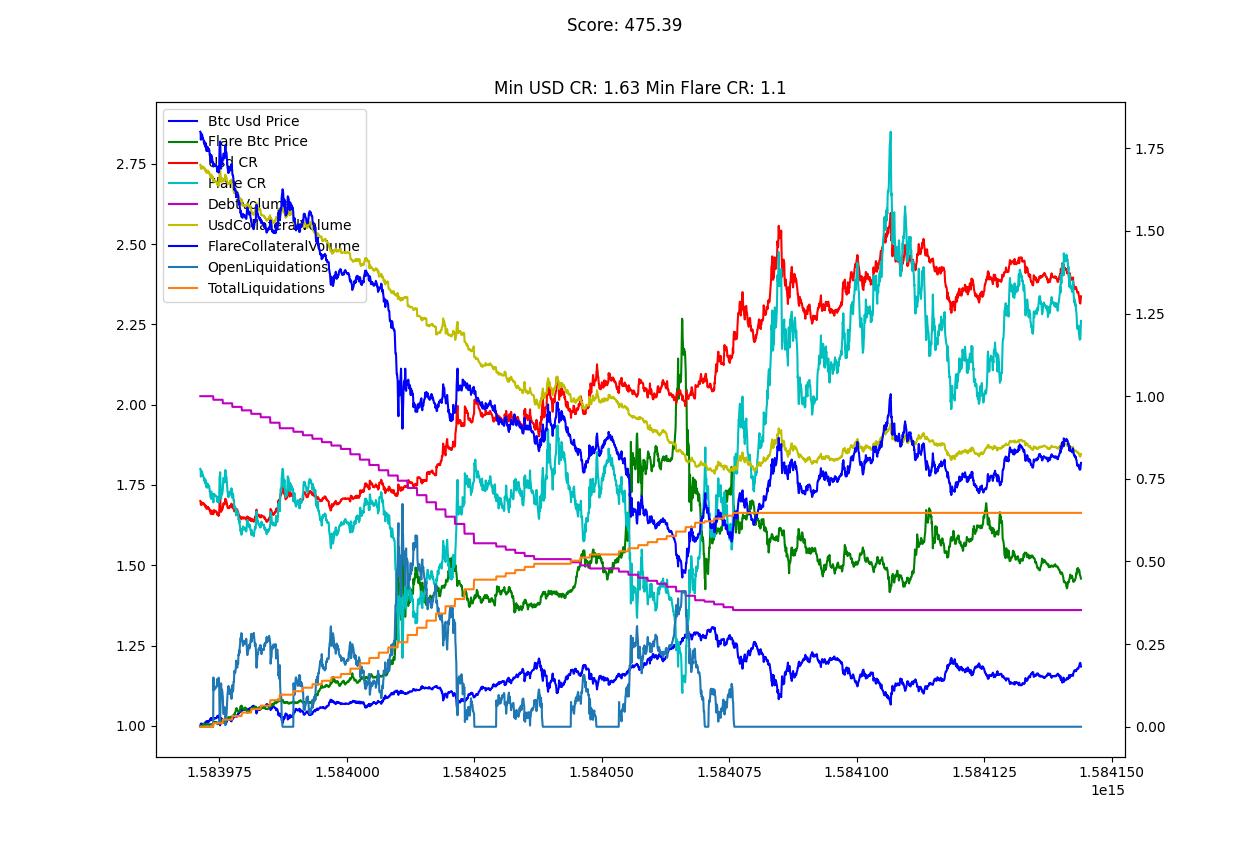 Score: 475.39
Min USD CR: 1.63 Min Flare CR: 1.1
Btc Usd Price
Flare Btc Price
Usd CR
Flare CR
DebtVolume
UsdCollateralVolume
FlareCollateralVolume
OpenLiquidations
TotalLiquidations
2.75
2.50
2.25
2.00
1.75
1.50
1.25
1.00
1.75
1.50
1.25
1.00
0.75
0.50
0.25
0.00
1.583975 1.584000 1.584025 1.584050 1.584075 1.584100 1.584125 1.584150
1e15